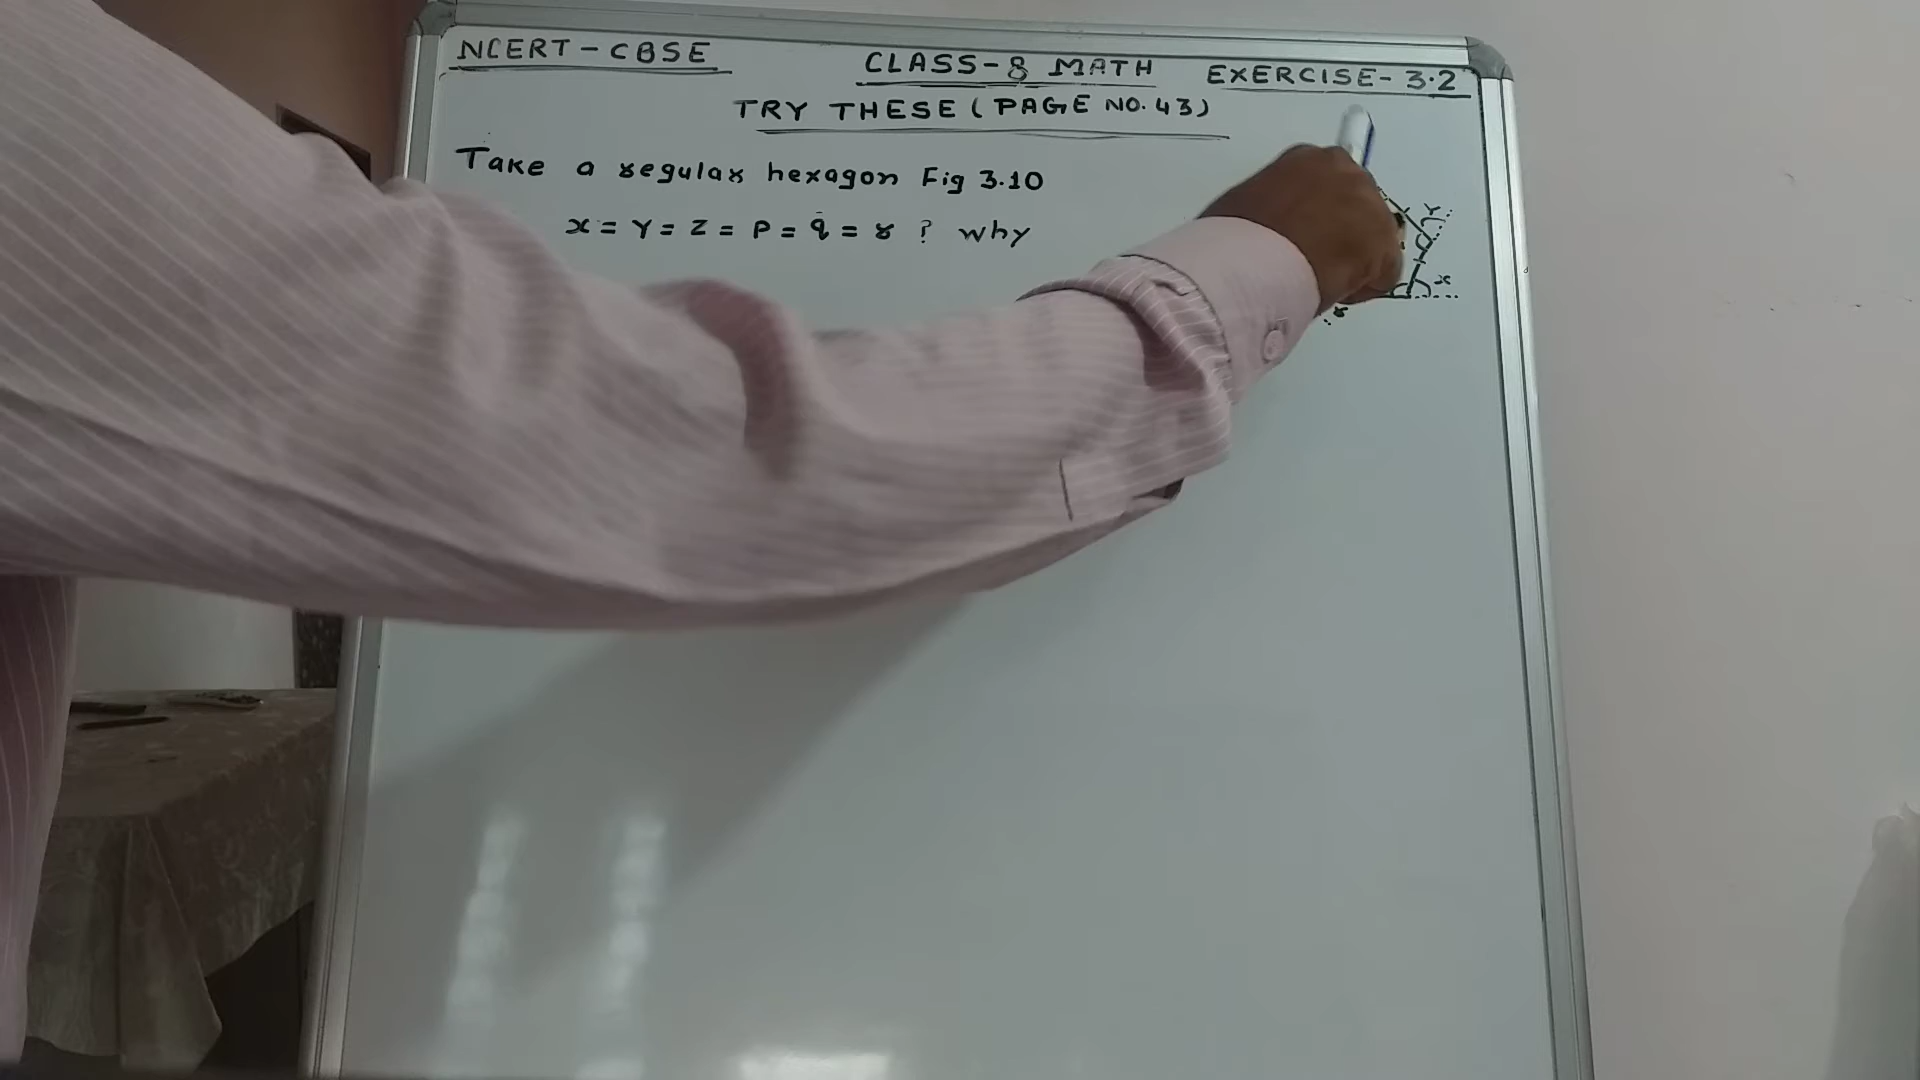 NCERT - CBSE
CLASS-8 MATH
EXERCISE- 3.2
TRY THESE ( PAGE NO. 43)
Take a regular hexagon Fig 3.10
x = Y = Z = P = q = r ? why
Y
x
r